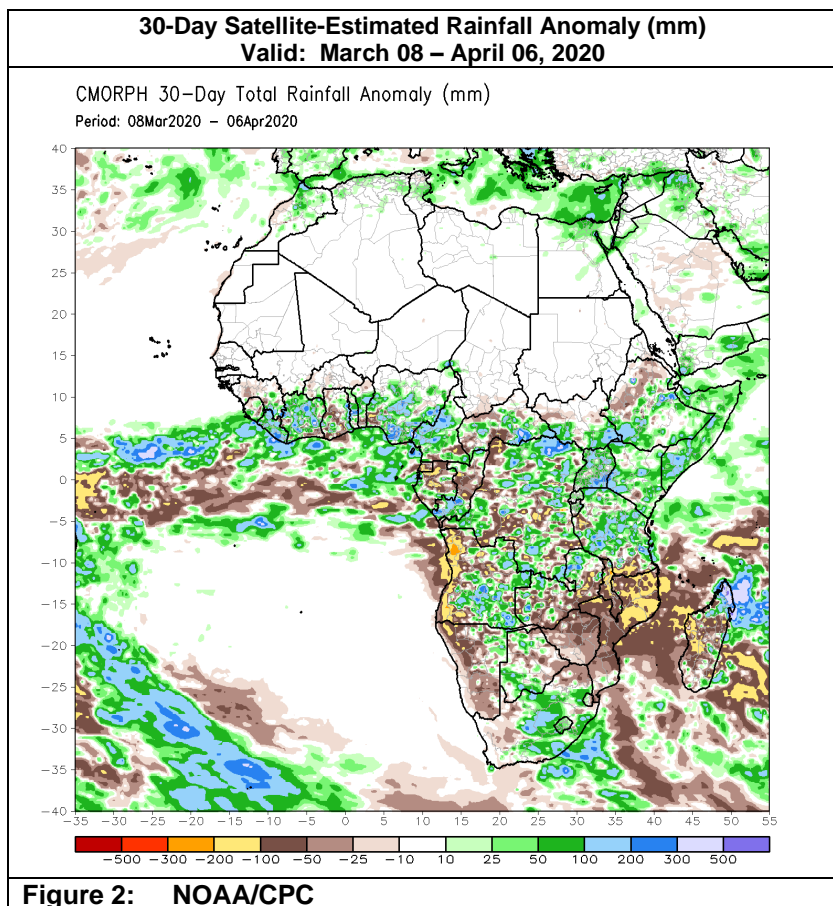 30-Day Satellite-Estimated Rainfall Anomaly (mm)
Valid: March 08 – April 06, 2020
CMORPH 30-Day Total Rainfall Anomaly (mm)
Period: 08Mar2020 – 06Apr2020
40
35
30
25
20
15
10
5
0
−5
−10
−15
−20
−25
−30
−35
−40
−35 −30 −25 −20 −15 −10 −5 0 5 10 15 20 25 30 35 40 45 50 55
−500 −300 −200 −100 −50 −25 −10 10 25 50 100 200 300 500
Figure 2: NOAA/CPC